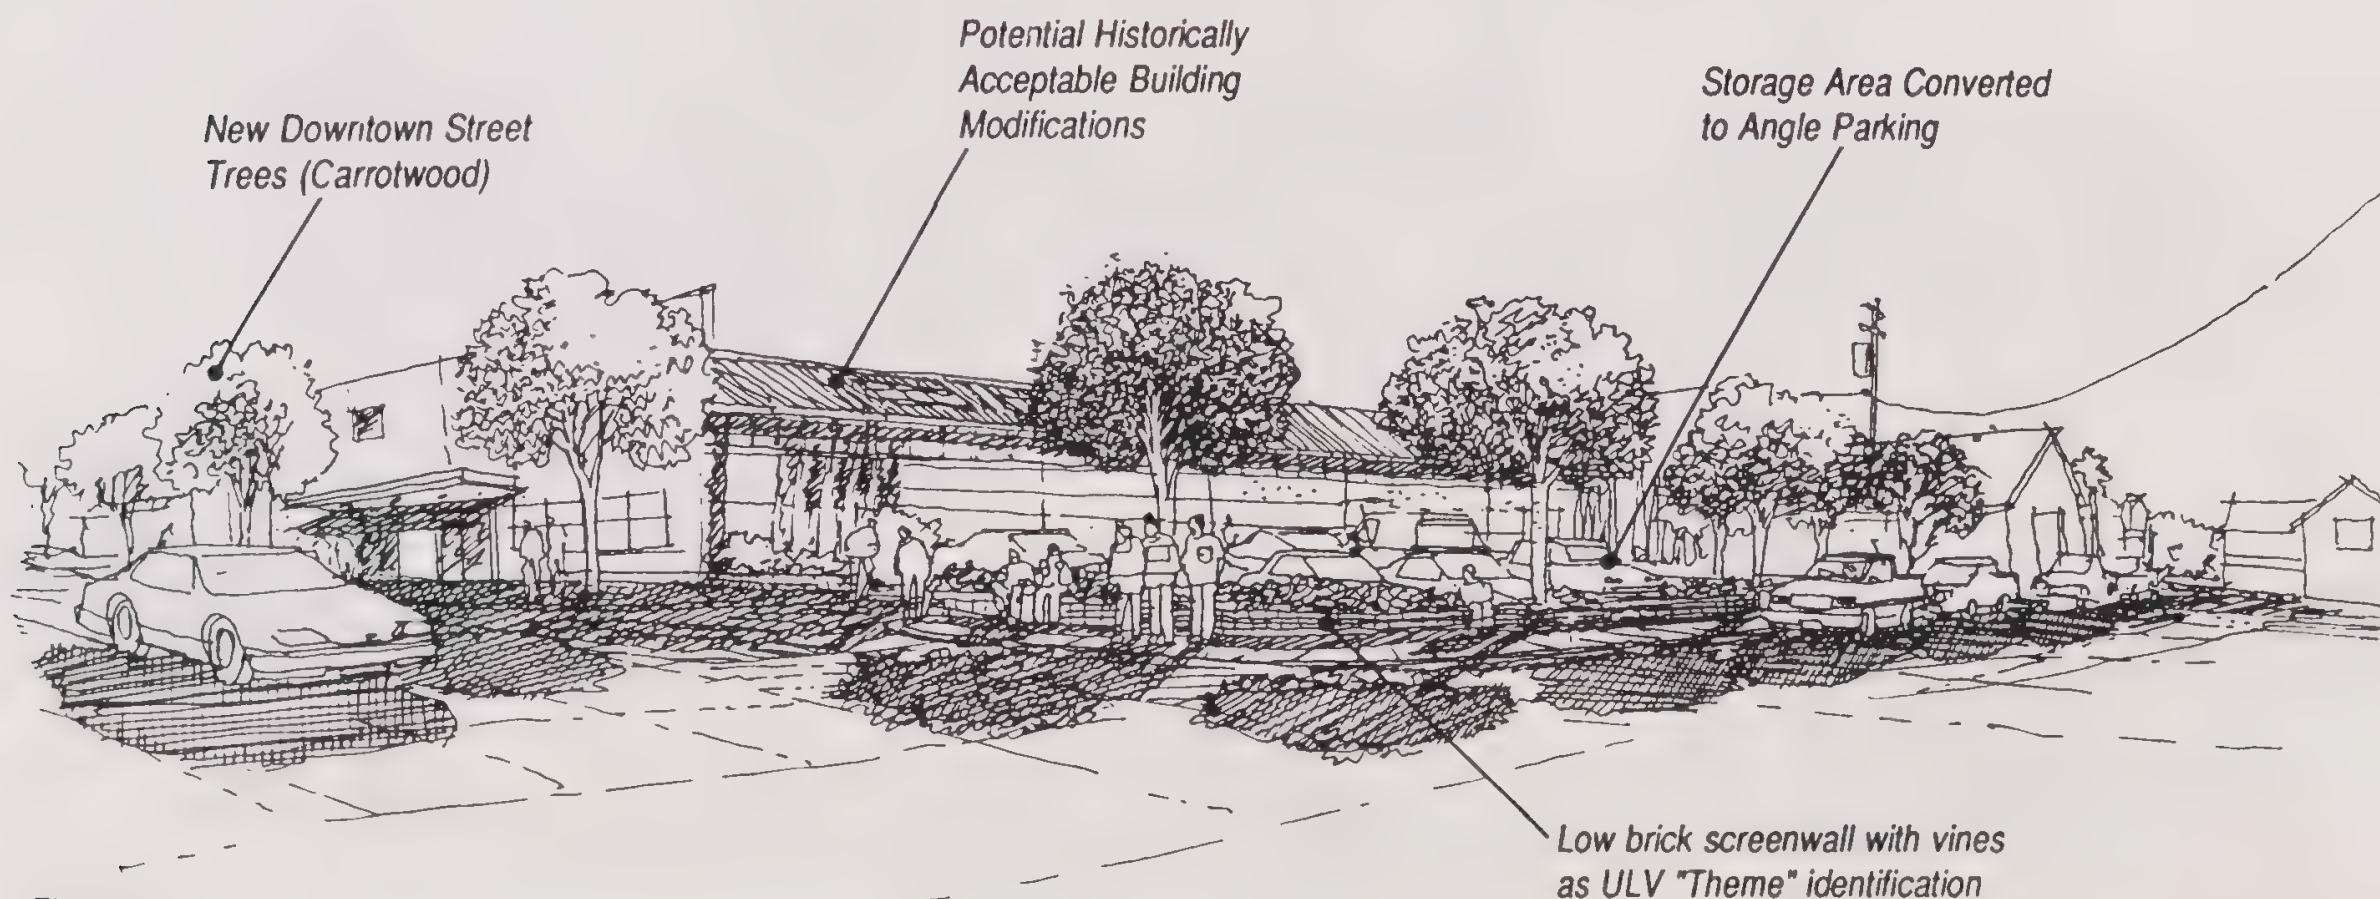 Potential Historically
Acceptable Building
Modifications
Storage Area Converted
to Angle Parking
New Downtown Street
Trees (Carrotwood)
Low brick screenwall with vines
as ULV "Theme" identification